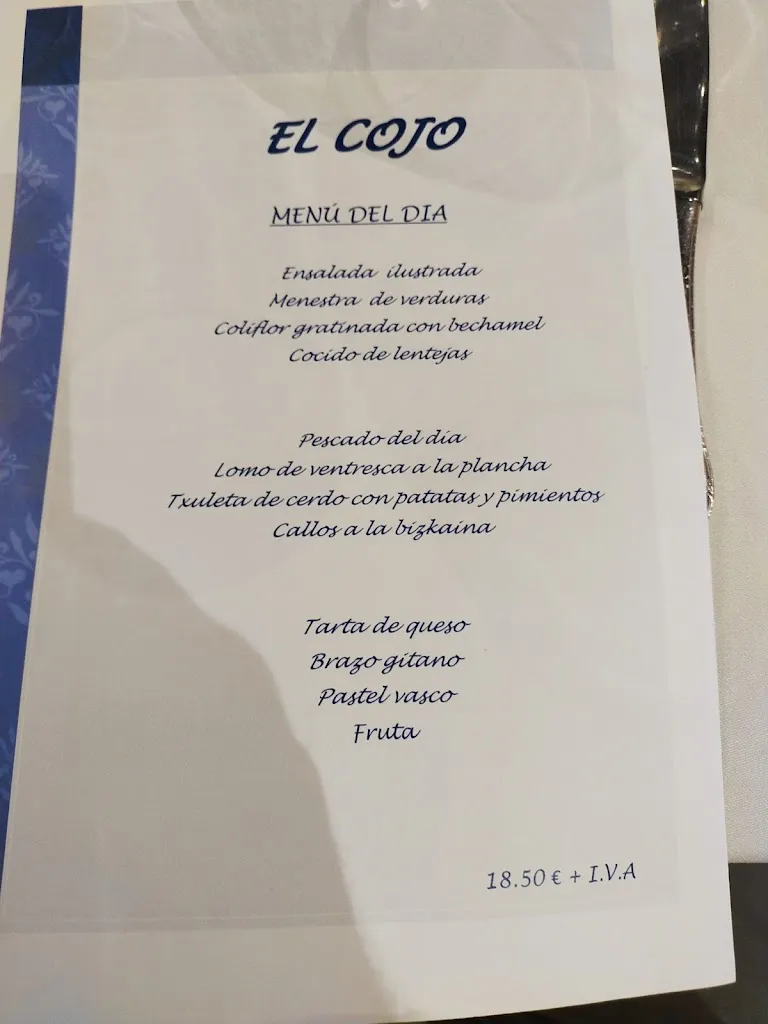 EL COJO
MENÚ DEL DIA
Ensalada ilustrada
Menestra de verduras
Coliflor gratinada con bechamel
Cocido de lentejas
Pescado del día
Lomo de ventresca a la plancha
Txuleta de cerdo con patatas y pimientos
Callos a la bizkaina
Tarta de queso
Brazo gitano
Pastel vasco
Fruta
18.50 € + I.V.A